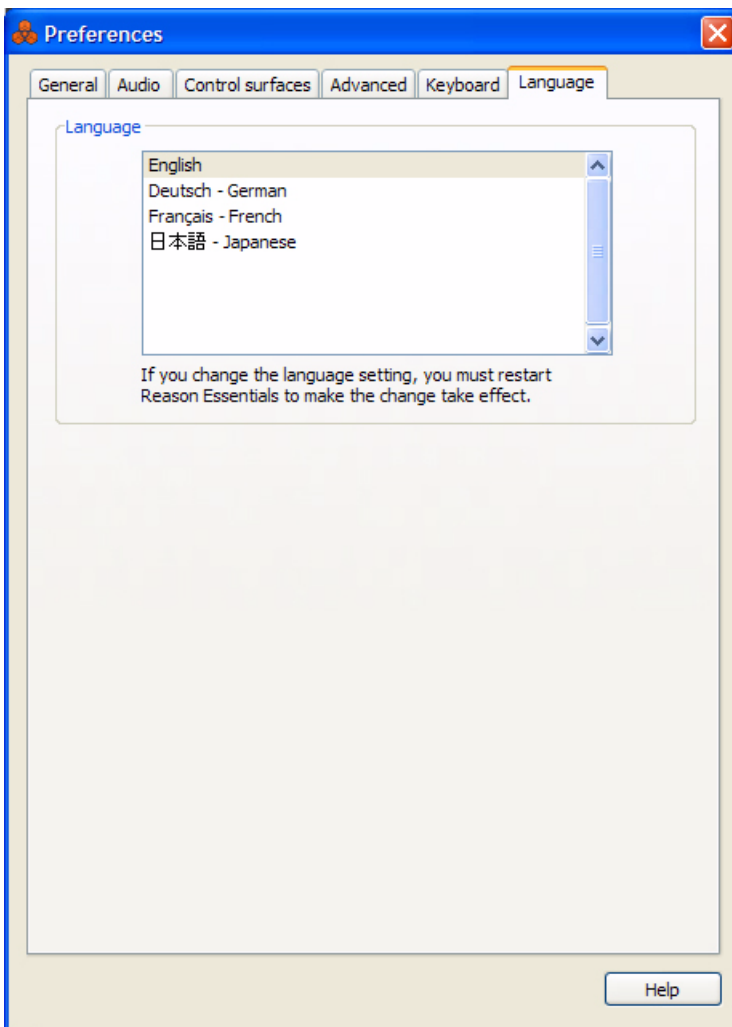 Preferences
General Audio Control surfaces Advanced Keyboard Language
Language
English
Deutsch - German
Français - French
日本語 - Japanese
If you change the language setting, you must restart
Reason Essentials to make the change take effect.
Help